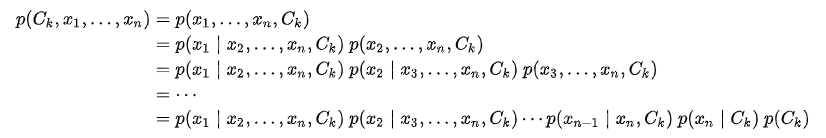 p(C_k, x_1, …, x_n) = p(x_1, …, x_n, C_k)
= p(x_1 ∣ x_2, …, x_n, C_k) p(x_2, …, x_n, C_k)
= p(x_1 ∣ x_2, …, x_n, C_k) p(x_2 ∣ x_3, …, x_n, C_k) p(x_3, …, x_n, C_k)
= ⋯
= p(x_1 ∣ x_2, …, x_n, C_k) p(x_2 ∣ x_3, …, x_n, C_k) ⋯ p(x_{n−1} ∣ x_n, C_k) p(x_n ∣ C_k) p(C_k)